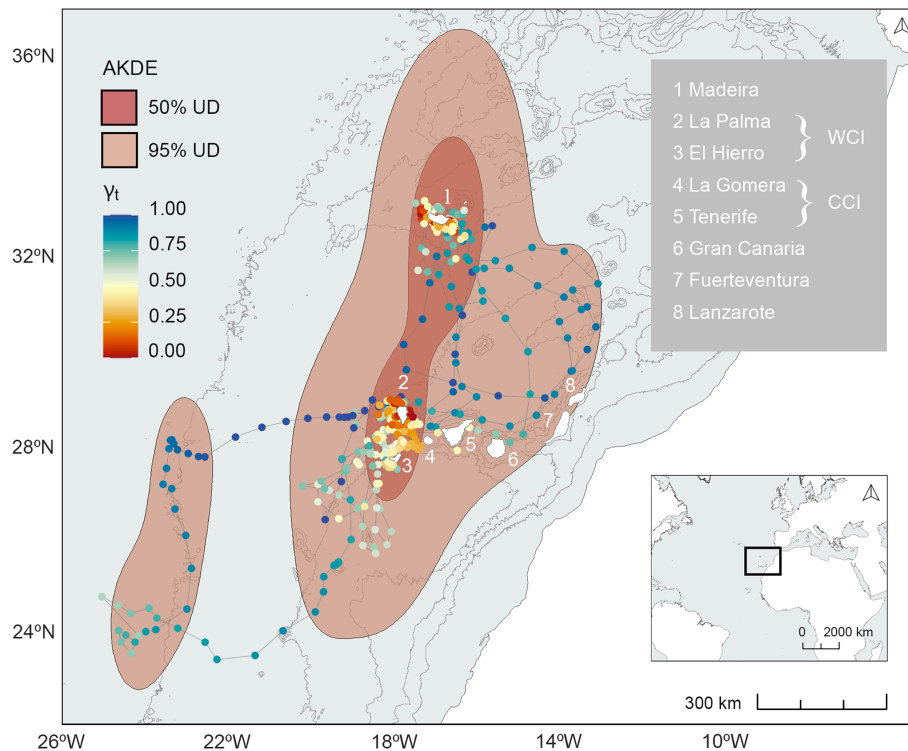 36ºN
32ºN
28ºN
24ºN
AKDE
50% UD
95% UD
γt
1.00
0.75
0.50
0.25
0.00
1 Madeira
2 La Palma
3 El Hierro
WCI
4 La Gomera
5 Tenerife
CCI
6 Gran Canaria
7 Fuerteventura
8 Lanzarote
1
2
3
4
5
6
7
8
0 2000 km
300 km
26ºW
22ºW
18ºW
14ºW
10ºW